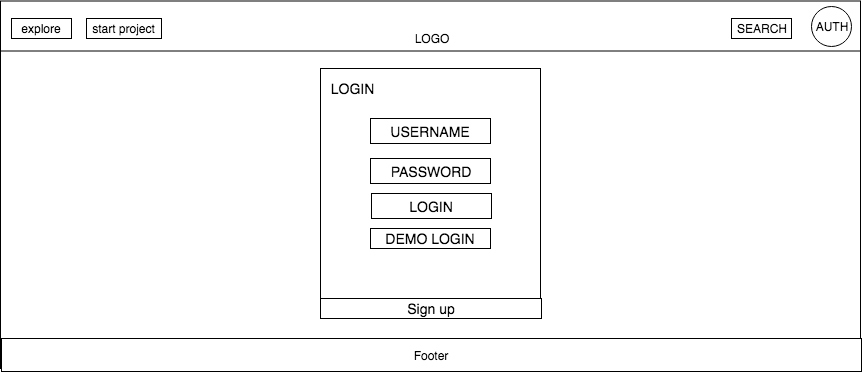 explore
start project
LOGO
SEARCH
AUTH
LOGIN
USERNAME
PASSWORD
LOGIN
DEMO LOGIN
Sign up
Footer